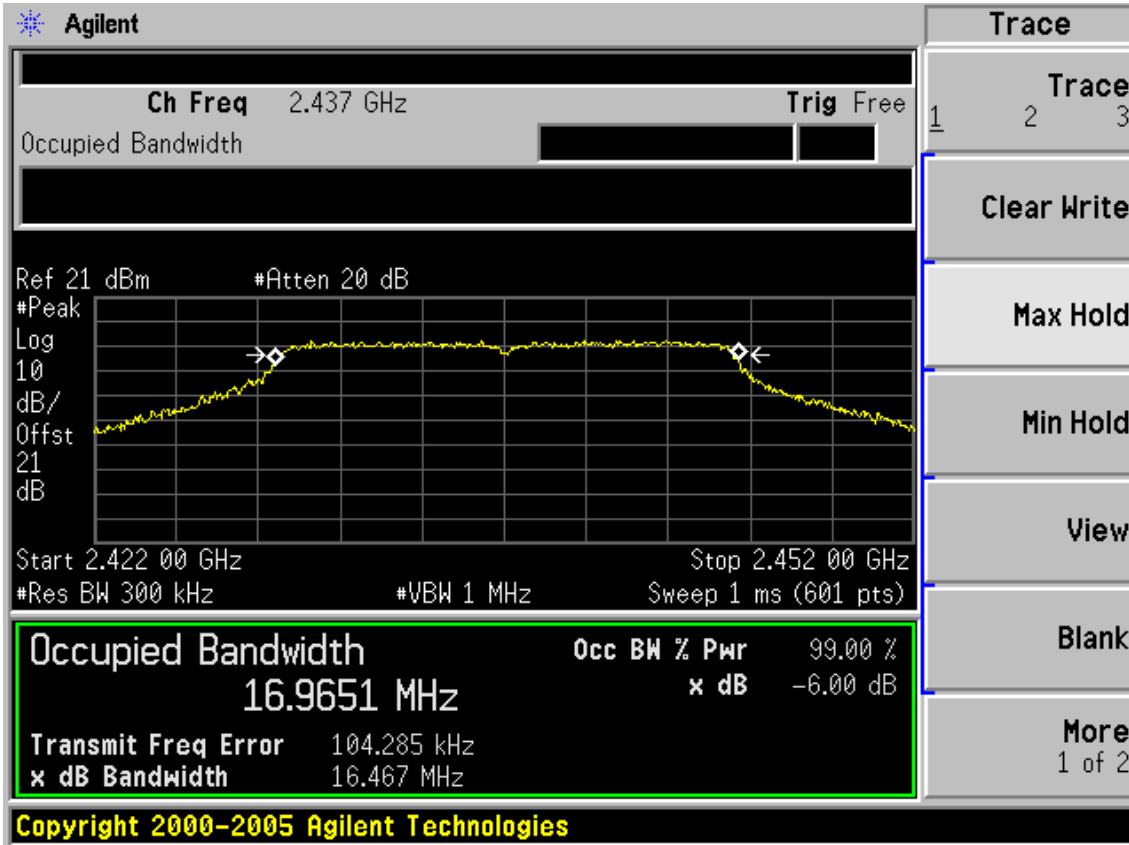 Agilent
Trace
Ch Freq 2.437 GHz Trig Free
Occupied Bandwidth
Trace
1 2 3
Clear Write
Max Hold
Min Hold
View
Blank
More
1 of 2
Ref 21 dBm #Atten 20 dB
#Peak
Log
10
dB/
Offst
21
dB
Start 2.422 00 GHz Stop 2.452 00 GHz
#Res BW 300 kHz #VBW 1 MHz Sweep 1 ms (601 pts)
Occupied Bandwidth Occ BW % Pwr 99.00 %
16.9651 MHz x dB -6.00 dB
Transmit Freq Error 104.285 kHz
x dB Bandwidth 16.467 MHz
Copyright 2000-2005 Agilent Technologies